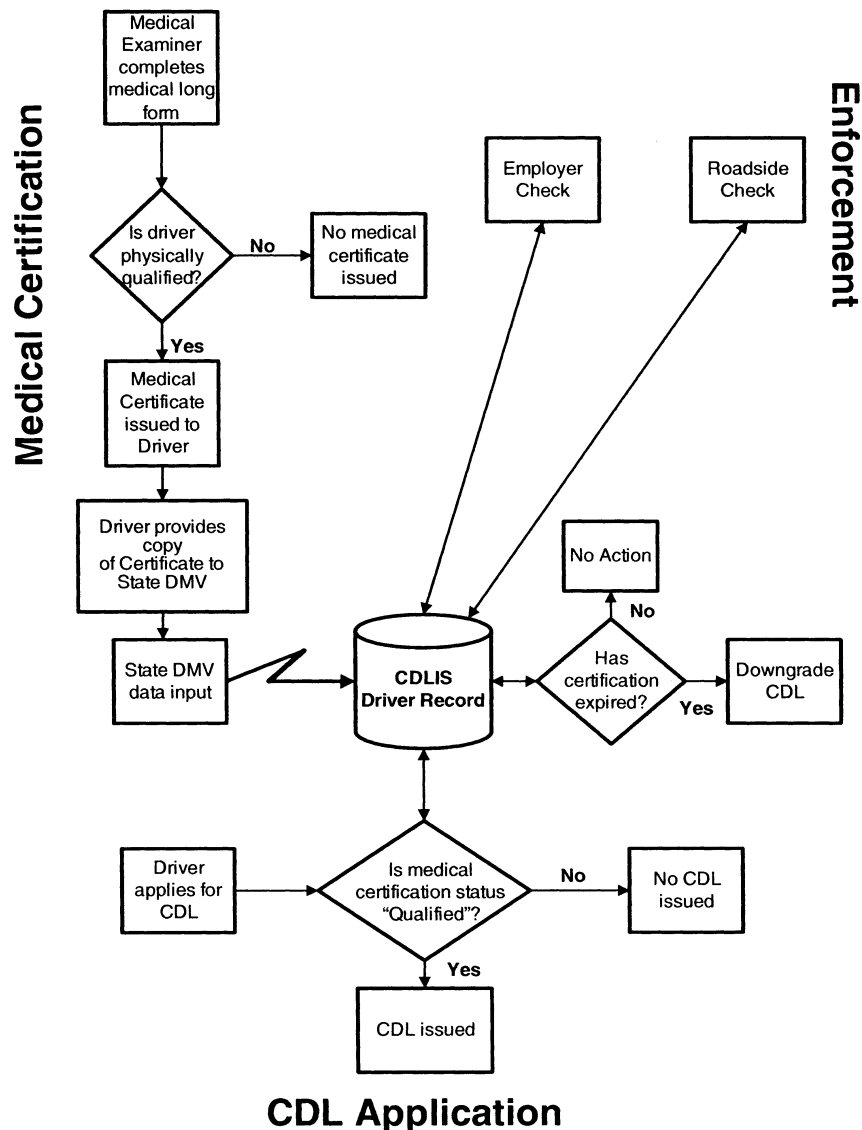 Medical
Examiner
completes
medical long
form
Medical Certification
Enforcement
Employer
Check
Roadside
Check
Is driver
physically
qualified?
No
No medical
certificate
issued
Yes
Medical
Certificate
issued to
Driver
Driver provides
copy
of Certificate to
State DMV
No Action
No
State DMV
data input
CDLIS
Driver Record
Has
certification
expired?
Yes
Downgrade
CDL
Driver
applies for
CDL
Is medical
certification status
“Qualified”?
No
No CDL
issued
Yes
CDL issued
CDL Application